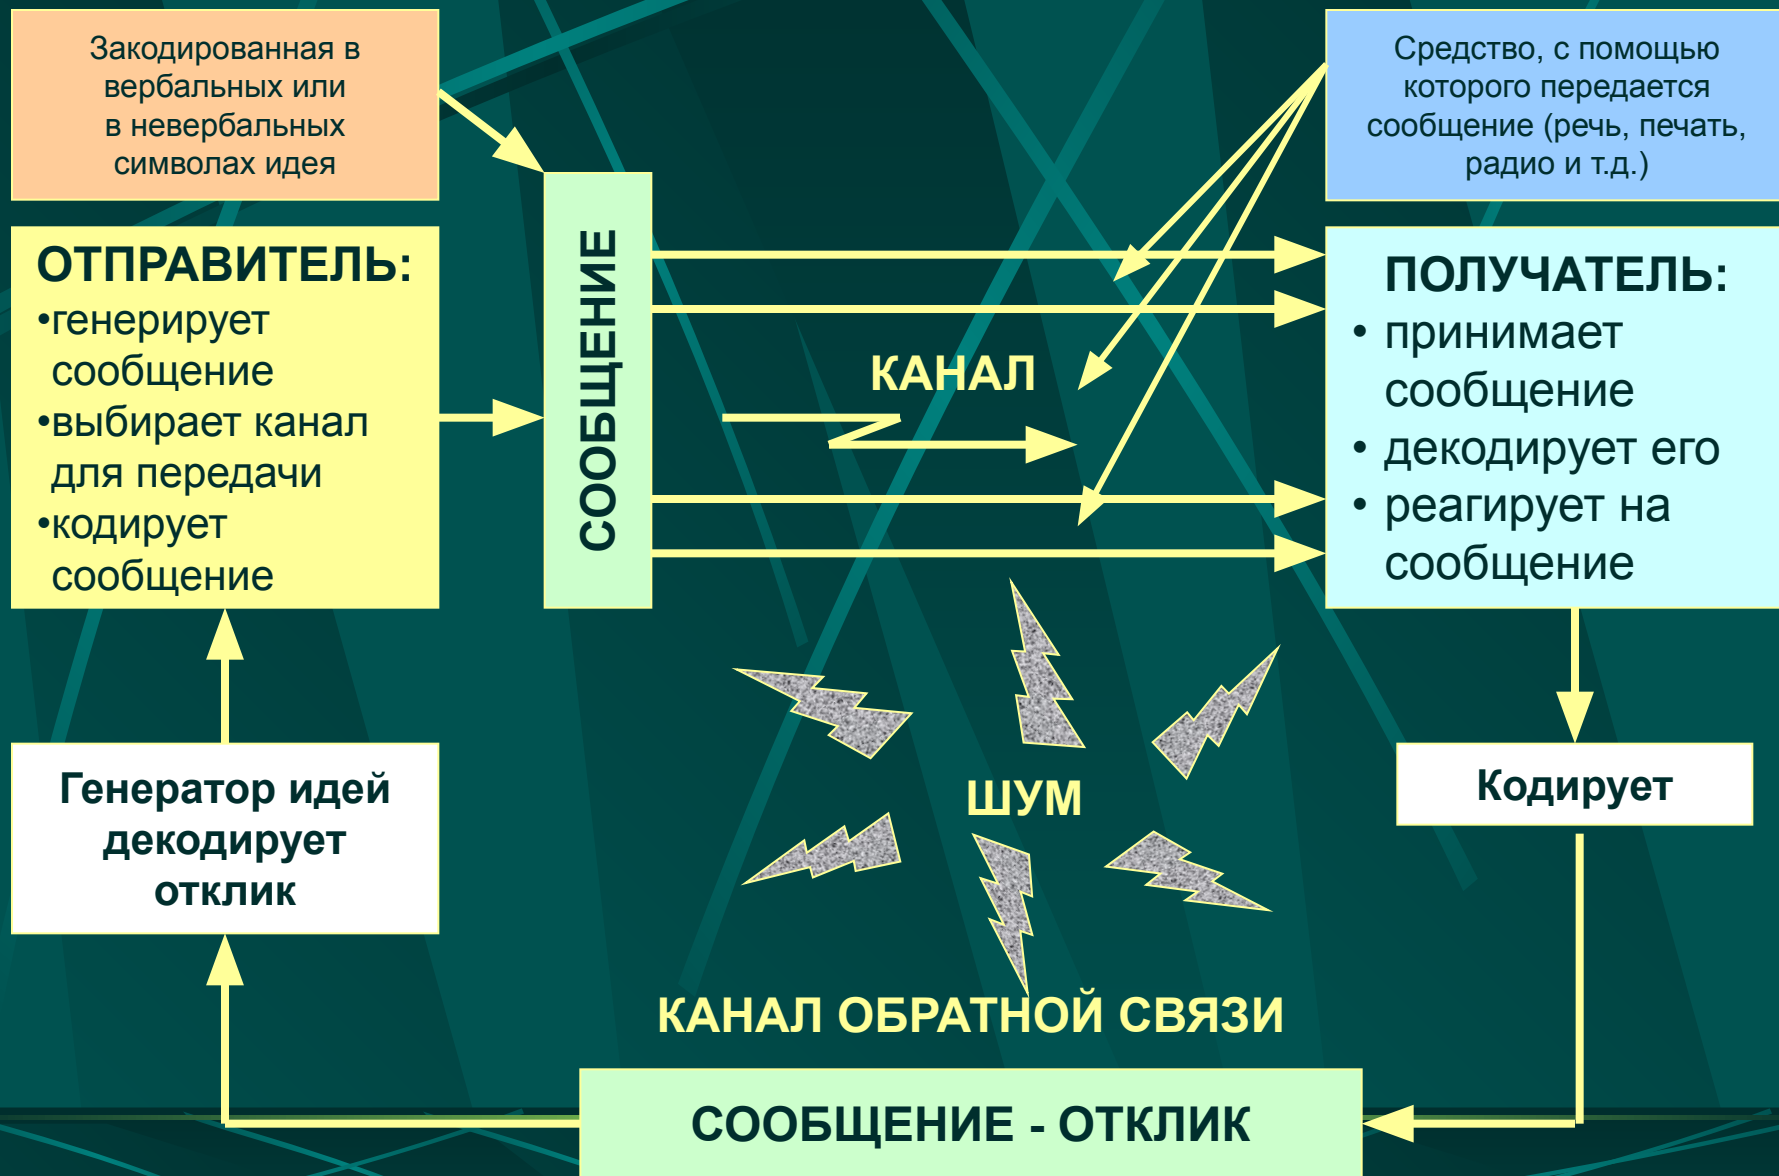 Закодированная в
вербальных или
в невербальных
символах идея
Средство, с помощью
которого передается
сообщение (речь, печать,
радио и т.д.)
ОТПРАВИТЕЛЬ:
•генерирует
сообщение
•выбирает канал
для передачи
•кодирует
сообщение
СООБЩЕНИЕ
КАНАЛ
ПОЛУЧАТЕЛЬ:
• принимает
сообщение
• декодирует его
• реагирует на
сообщение
Генератор идей
декодирует
отклик
ШУМ
Кодирует
КАНАЛ ОБРАТНОЙ СВЯЗИ
СООБЩЕНИЕ - ОТКЛИК